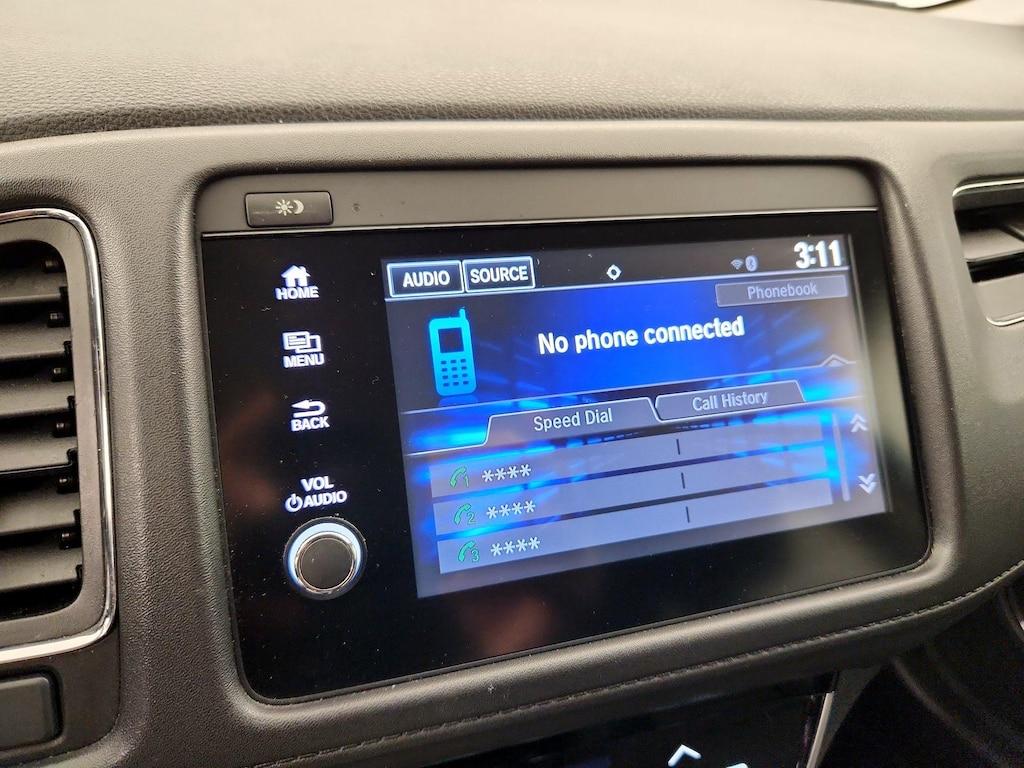 HOME
MENU
BACK
VOL
AUDIO
AUDIO SOURCE 3:11
Phonebook
No phone connected
Speed Dial Call History
1 ****
2 ****
3 ****